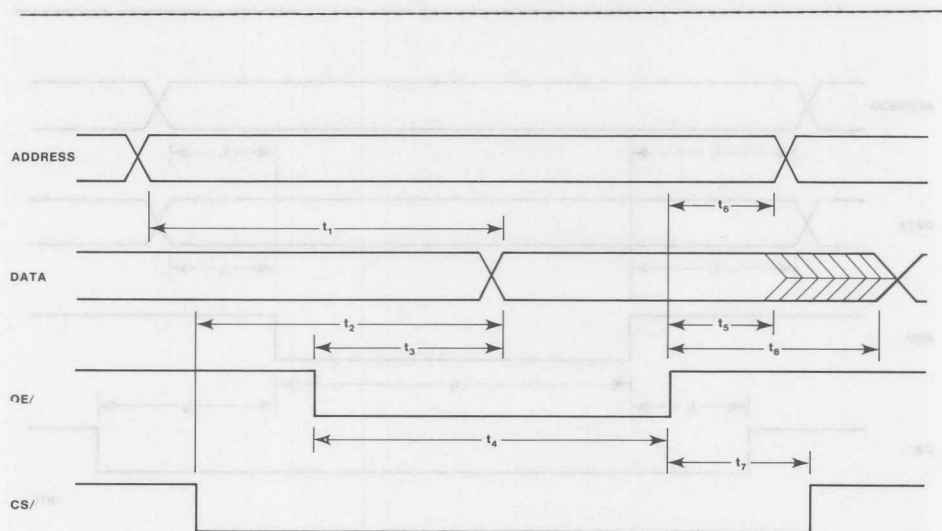 ADDRESS
t6
t1
DATA
t2
t5
t3
t8
OE/
t4
t7
CS/